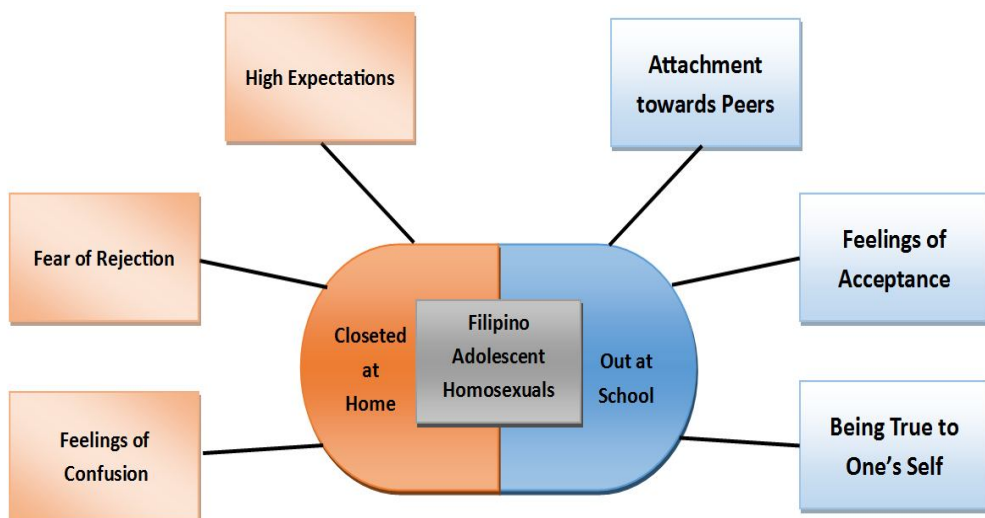 High Expectations
Attachment
towards Peers
Fear of Rejection
Feelings of
Acceptance
Closeted
at
Home
Filipino
Adolescent
Homosexuals
Out at
School
Feelings of
Confusion
Being True to
One's Self